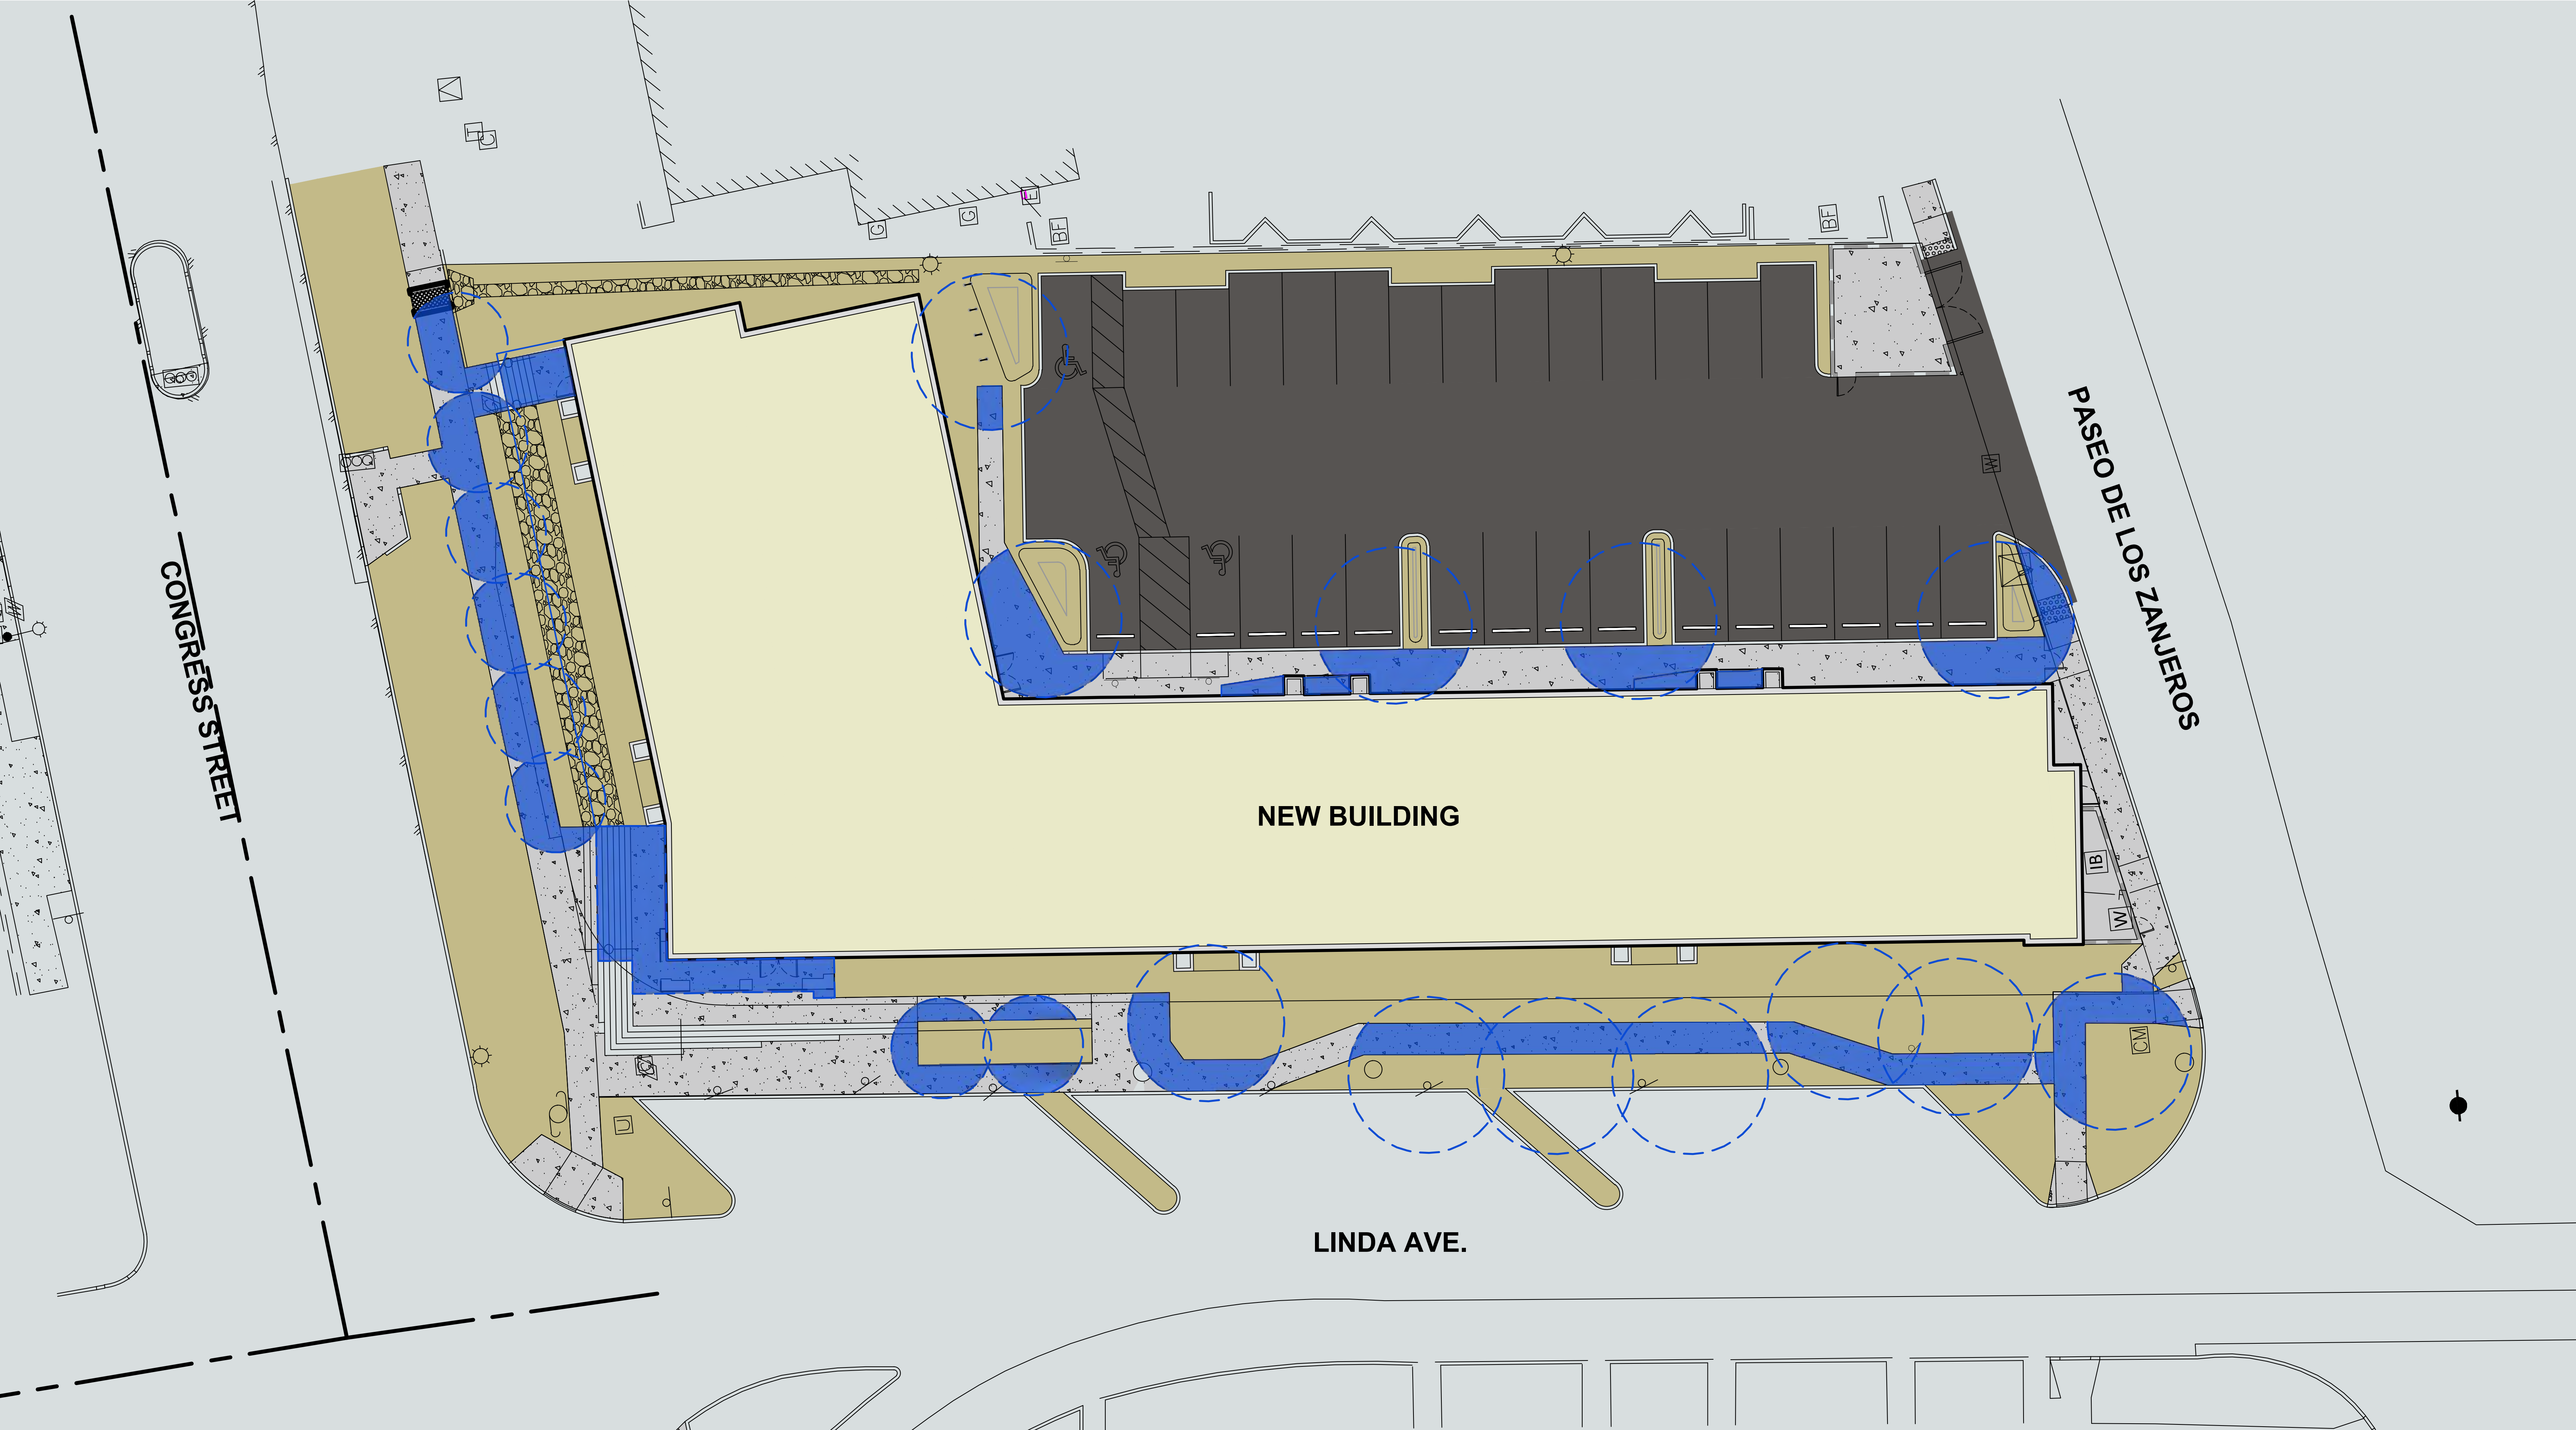 T
C
E
G
G
BF
BF
W
PASEO DE LOS ZANJEROS
CONGRESS STREET
W
NEW BUILDING
IB
W
CM
U
LINDA AVE.